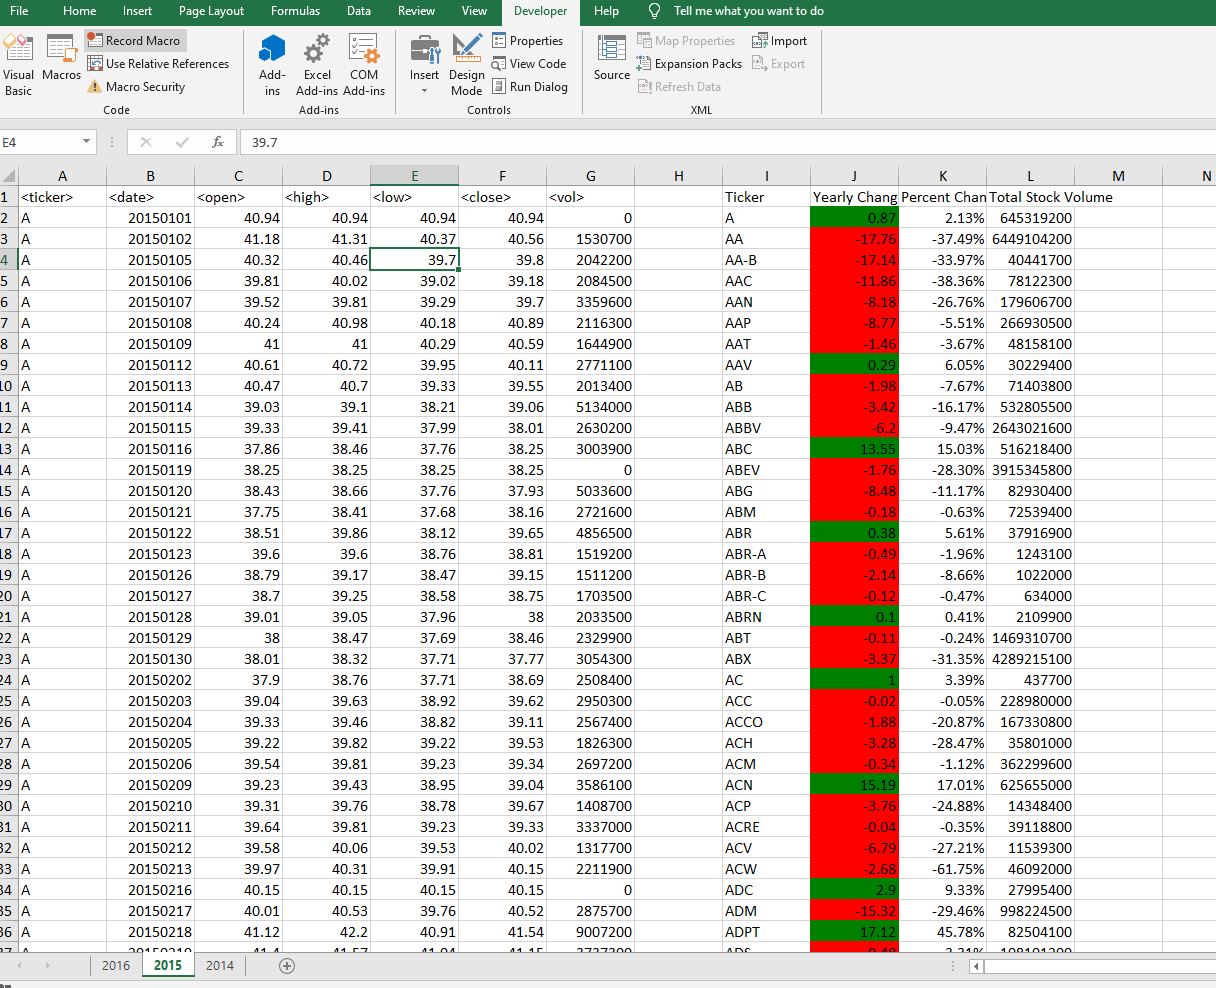 File Home Insert Page Layout Formulas Data Review View Developer Help Tell me what you want to do
Visual Basic
Macros
Record Macro
Use Relative References
Macro Security
Code
Add-ins
Excel Add-ins
COM Add-ins
Add-ins
Insert
Design Mode
Properties
View Code
Run Dialog
Controls
Source
Map Properties
Expansion Packs
Refresh Data
Import
Export
XML
E4 fx 39.7
A B C D E F G H I J K L M N
1 <ticker> <date> <open> <high> <low> <close> <vol> Ticker Yearly Chang Percent Chan Total Stock Volume
2 A 20150101 40.94 40.94 40.94 40.94 0 A 0.87 2.13% 645319200
3 A 20150102 41.18 41.31 40.37 40.56 1530700 AA -17.76 -37.49% 6449104200
4 A 20150105 40.32 40.46 39.7 39.8 2042200 AA-B -17.14 -33.97% 40441700
5 A 20150106 39.81 40.02 39.02 39.18 2084500 AAC -11.86 -38.36% 78122300
6 A 20150107 39.52 39.81 39.29 39.7 3359600 AAN -8.18 -26.76% 179606700
7 A 20150108 40.24 40.98 40.18 40.89 2116300 AAP -8.77 -5.51% 266930500
8 A 20150109 41 41 40.29 40.59 1644900 AAT -1.46 -3.67% 48158100
9 A 20150112 40.61 40.72 39.95 40.11 2771100 AAV 0.29 6.05% 30229400
10 A 20150113 40.47 40.7 39.33 39.55 2013400 AB -1.98 -7.67% 71403800
11 A 20150114 39.03 39.1 38.21 39.06 5134000 ABB -3.42 -16.17% 532805500
12 A 20150115 39.33 39.41 37.99 38.01 2630200 ABBV -6.2 -9.47% 2643021600
13 A 20150116 37.86 38.46 37.76 38.25 3003900 ABC 13.55 15.03% 516218400
14 A 20150119 38.25 38.25 38.25 38.25 0 ABEV -1.76 -28.30% 3915345800
15 A 20150120 38.43 38.66 37.76 37.93 5033600 ABG -8.48 -11.17% 82930400
16 A 20150121 37.75 38.41 37.68 38.16 2721600 ABM -0.18 -0.63% 72539400
17 A 20150122 38.51 39.86 38.12 39.65 4856500 ABR 0.38 5.61% 37916900
18 A 20150123 39.6 39.6 38.76 38.81 1519200 ABR-A -0.49 -1.96% 1243100
19 A 20150126 38.79 39.17 38.47 39.15 1511200 ABR-B -2.14 -8.66% 1022000
20 A 20150127 38.7 39.25 38.58 38.75 1703500 ABR-C -0.12 -0.47% 634000
21 A 20150128 39.01 39.05 37.96 38 2033500 ABRN 0.1 0.41% 2109900
22 A 20150129 38 38.47 37.69 38.46 2329900 ABT -0.11 -0.24% 1469310700
23 A 20150130 38.01 38.32 37.71 37.77 3054300 ABX -3.37 -31.35% 4289215100
24 A 20150202 37.9 38.76 37.71 38.69 2508400 AC 1 3.39% 437700
25 A 20150203 39.04 39.63 38.92 39.62 2950300 ACC -0.02 -0.05% 228980000
26 A 20150204 39.33 39.46 38.82 39.11 2567400 ACCO -1.88 -20.87% 167330800
27 A 20150205 39.22 39.82 39.22 39.53 1826300 ACH -3.28 -28.47% 35801000
28 A 20150206 39.54 39.81 39.23 39.34 2697200 ACM -0.34 -1.12% 362299600
29 A 20150209 39.23 39.43 38.95 39.04 3586100 ACN 15.19 17.01% 625655000
30 A 20150210 39.31 39.76 38.78 39.67 1408700 ACP -3.76 -24.88% 14348400
31 A 20150211 39.64 39.81 39.23 39.33 3337000 ACRE -0.04 -0.35% 39118800
32 A 20150212 39.58 40.06 39.53 40.02 1317700 ACV -6.79 -27.21% 11539300
33 A 20150213 39.97 40.31 39.91 40.15 2211900 ACW -2.68 -61.75% 46092000
34 A 20150216 40.15 40.15 40.15 40.15 0 ADC 2.9 9.33% 27995400
35 A 20150217 40.01 40.53 39.76 40.52 2875700 ADM -15.32 -29.46% 998224500
36 A 20150218 41.12 42.2 40.91 41.54 9007200 ADPT 17.12 45.78% 82504100
2016 2015 2014